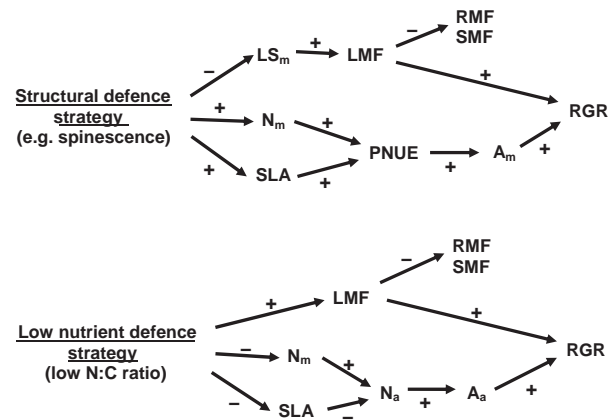 RMF
SMF
–
–
LSm
+
LMF
+
Structural defence
strategy
(e.g. spinescence)
+
Nm
+
RGR
PNUE
+
Am
+
+
SLA
+
RMF
SMF
–
+
LMF
+
Low nutrient defence
strategy
(low N:C ratio)
–
Nm
+
RGR
Na
+
Aa
+
–
SLA
–